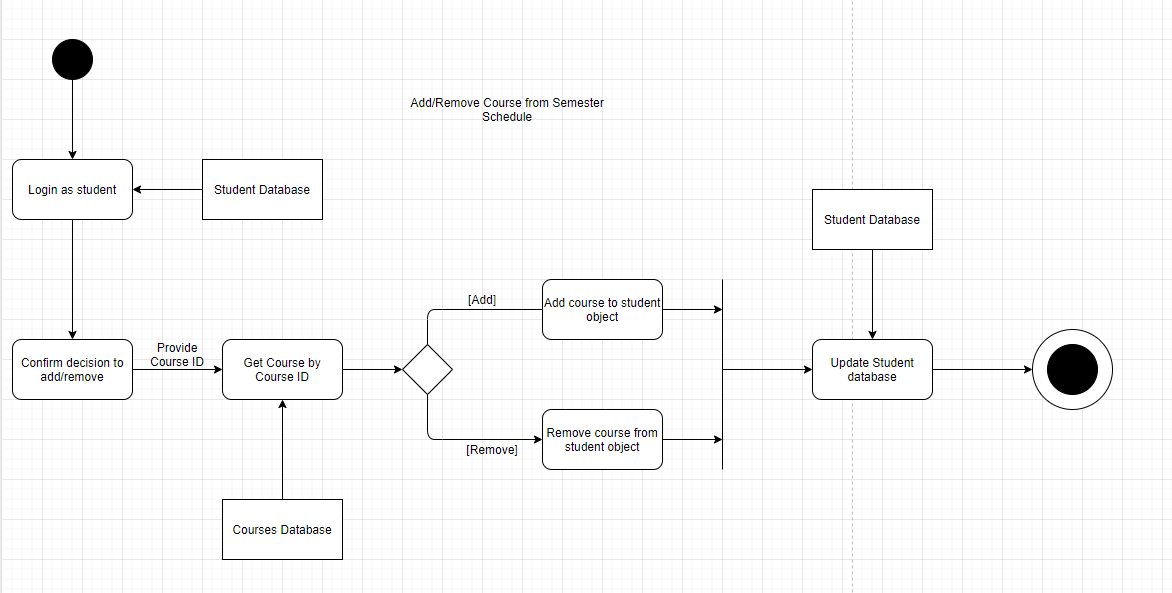 Add/Remove Course from Semester
Schedule
Login as student
Student Database
Student Database
[Add]
Add course to student
object
Confirm decision to
add/remove
Provide
Course ID
Get Course by
Course ID
Update Student
database
[Remove]
Remove course from
student object
Courses Database